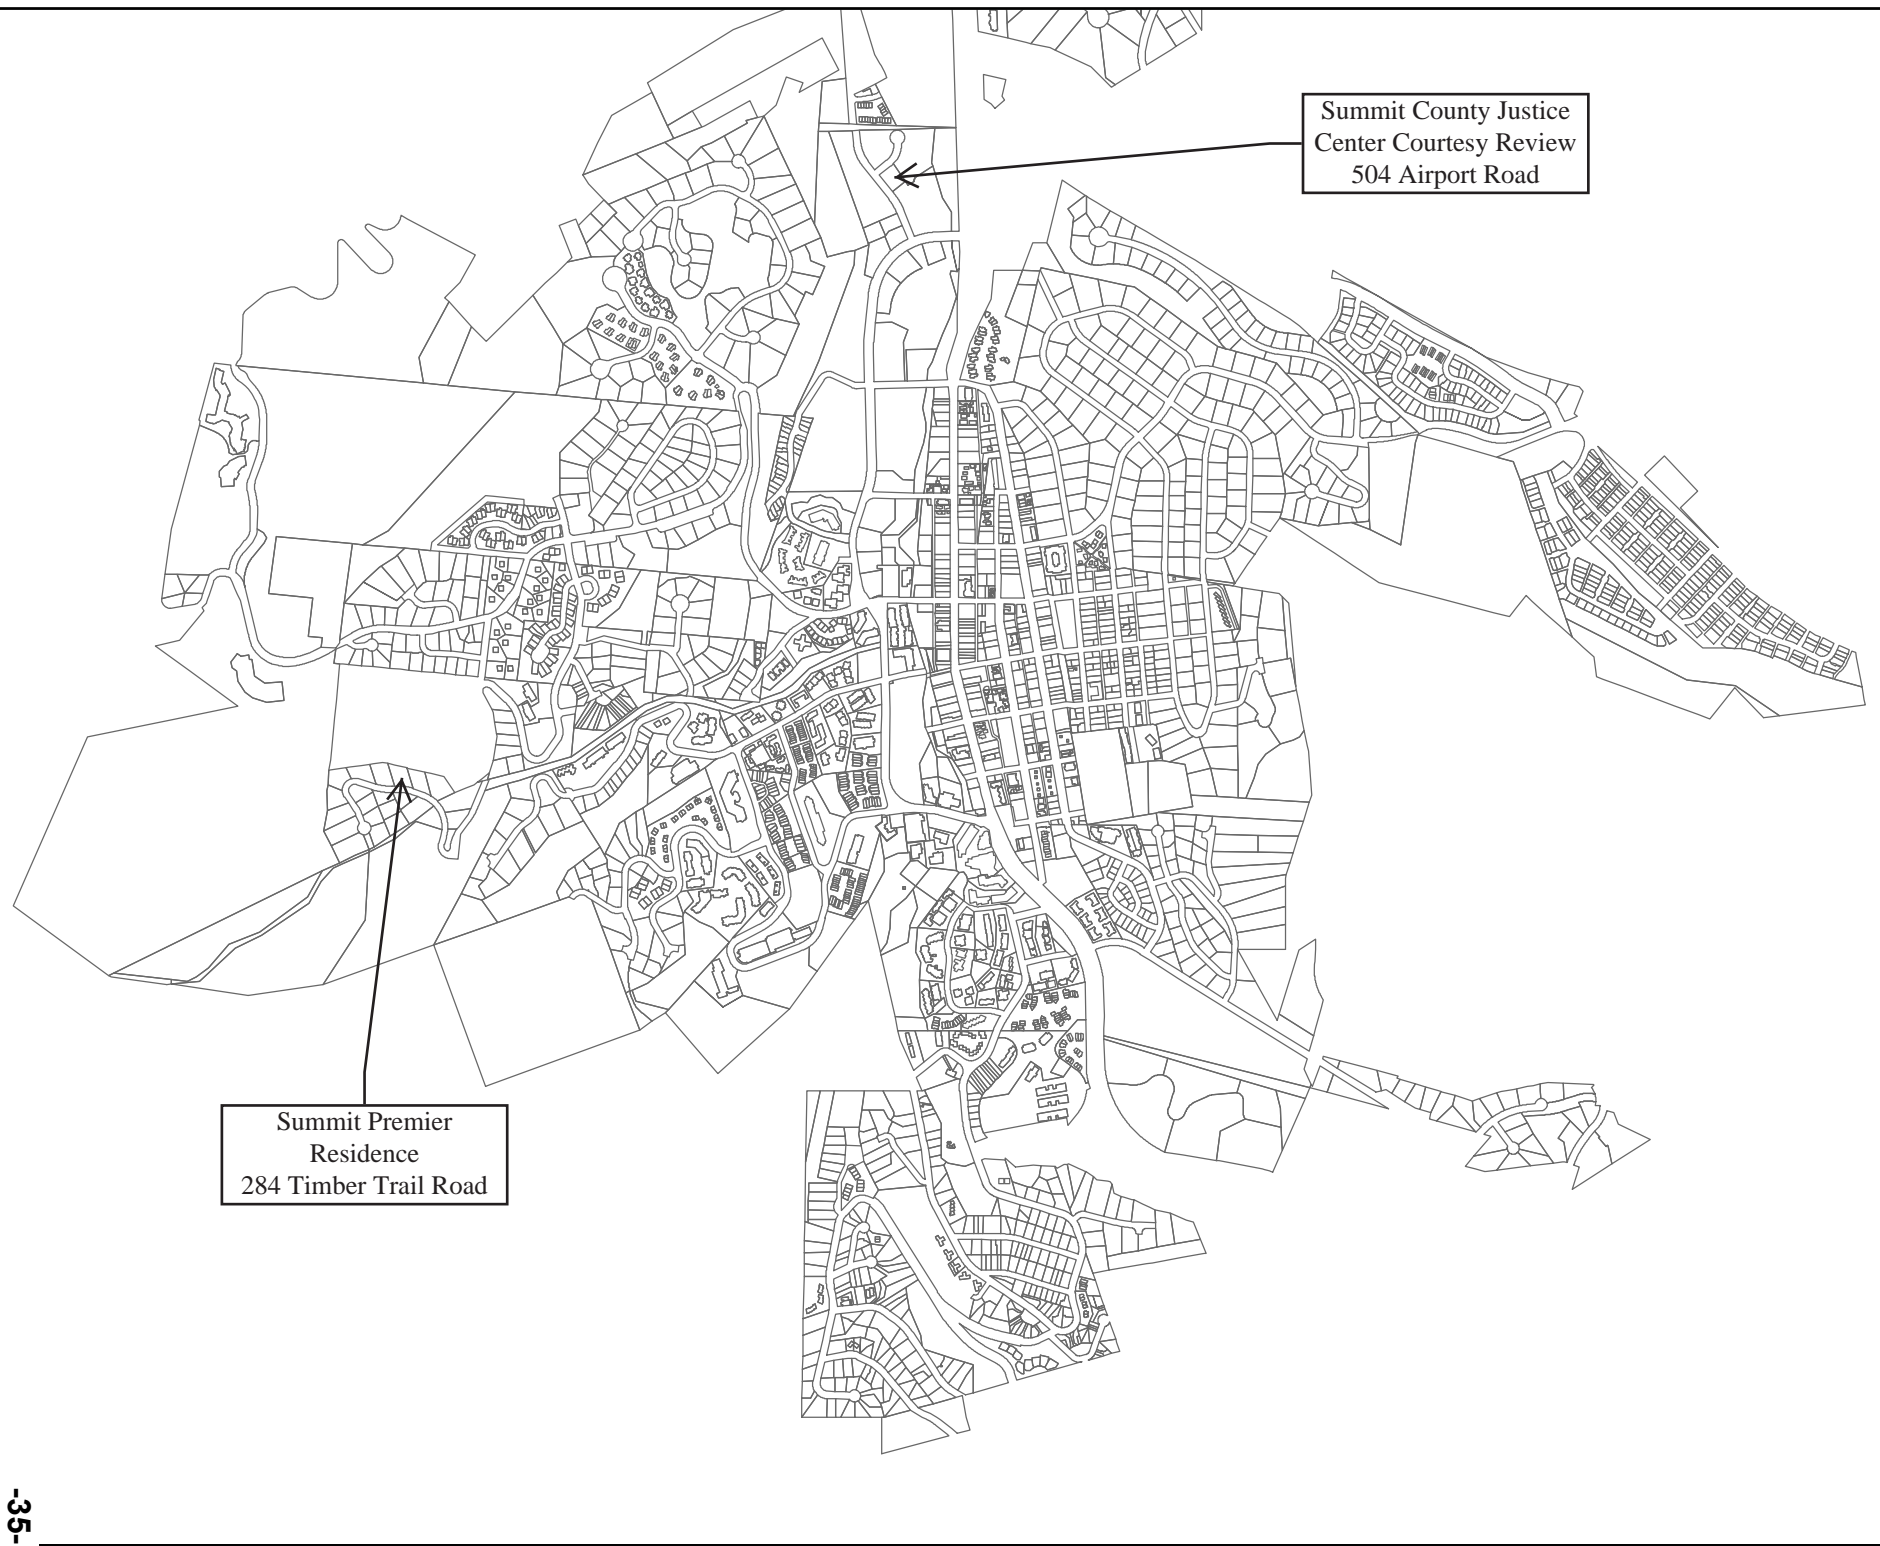 Summit County Justice
Center Courtesy Review
504 Airport Road
Summit Premier
Residence
284 Timber Trail Road
-35-